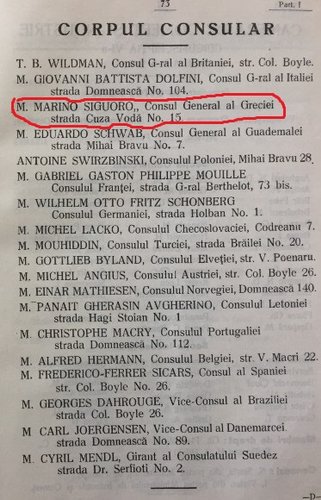 73
Part. I
CORPUL CONSULAR
T. B. WILDMAN, Consul G-ral al Britaniei, str. Col. Boyle.
M. GIOVANNI BATTISTA DOLFINI, Consul G-ral al Italiei
strada Domnească No. 104.
M. MARINO SIGUORO,, Consul General al Greciei
strada Cuza Vodă No. 15.
M. EDUARDO SCHWAB, Consul General al Guademalei
strada Mihai Bravu No. 7.
ANTOINE SWIRZBINSKI, Consulul Poloniei, Mihai Bravu 28.
M. GABRIEL GASTON PHILIPPE MOUILLE
Consulul Franței, strada G-ral Berthelot, 73 bis.
M. WILHELM OTTO FRITZ SCHONBERG
Consulul Germaniei, strada Holban No. 1.
M. MICHEL LACKO, Consulul Checoslovaciei, Codreanu 7.
M. MOUHIDDIN, Consulul Turciei, strada Brăilei No. 20.
M. GOTTLIEB BYLAND, Consulul Elveției, str. V. Poenaru.
M. MICHEL ANGIUS, Consulul Austriei, str. Col. Boyle 26.
M. EINAR MATHIESEN, Consulul Norvegiei, Domnească 140.
M. PANAIT GHERASIN AVGHERINO, Consulul Letoniei
strada Hagi Stoian No. 1
M. CHRISTOPHE MACRY, Consulul Portugaliei
strada Domnească No. 112.
M. ALFRED HERMANN, Consulul Belgiei, str. V. Macri 22.
M. FREDERICO-FERRER SICARS, Consul al Spaniei
str. Col. Boyle No. 26.
M. GEORGES DAHROUGE, Vice-Consul al Braziliei
strada Col. Boyle 26.
M CARL JOERGENSEN, Vice-Consul al Danemarcei
strada Domnească No. 89.
M. CYRIL MENDL, Girant al Consulatului Suedez
strada Dr. Serfioti No. 2.